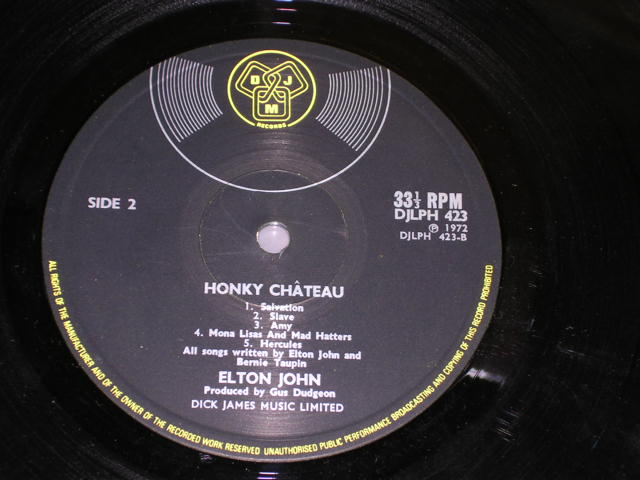 DJM
RECORDS
SIDE 2
33⅓ RPM
DJLPH 423
℗ 1972
DJLPH 423-B
HONKY CHÂTEAU
1. Salvation
2. Slave
3. Amy
4. Mona Lisas And Mad Hatters
5. Hercules
All songs written by Elton John and
Bernie Taupin
ELTON JOHN
Produced by Gus Dudgeon
DICK JAMES MUSIC LIMITED
ALL RIGHTS OF THE MANUFACTURER AND OF THE OWNER OF THE RECORDED WORK RESERVED UNAUTHORISED PUBLIC PERFORMANCE BROADCASTING AND COPYING OF THIS RECORD PROHIBITED